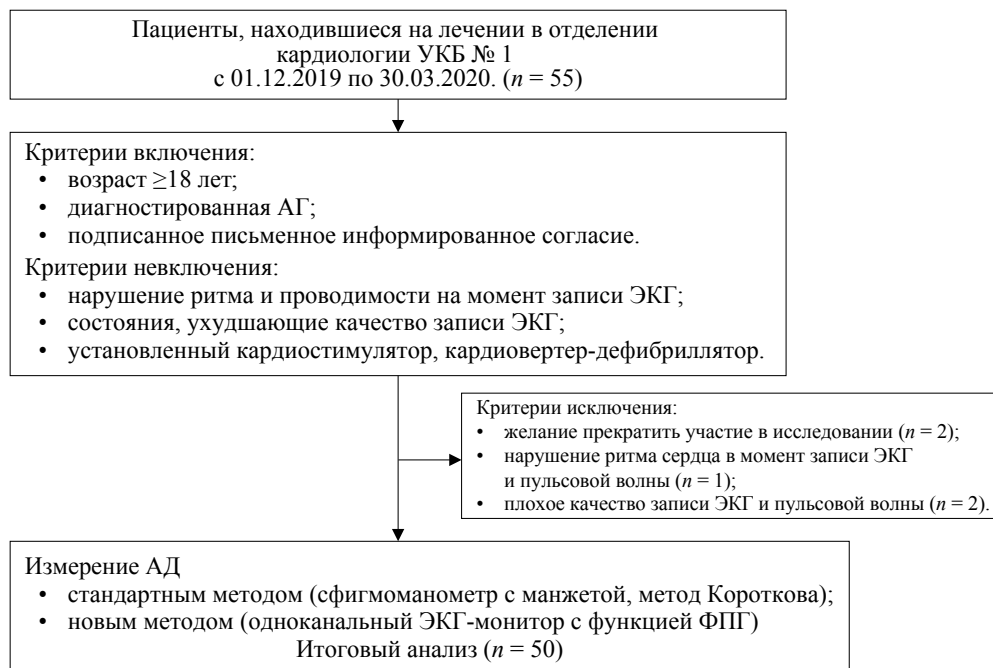 Пациенты, находившиеся на лечении в отделении
кардиологии УКБ № 1
с 01.12.2019 по 30.03.2020. (n = 55)
Критерии включения:
• возраст ≥18 лет;
• диагностированная АГ;
• подписанное письменное информированное согласие.
Критерии невключения:
• нарушение ритма и проводимости на момент записи ЭКГ;
• состояния, ухудшающие качество записи ЭКГ;
• установленный кардиостимулятор, кардиовертер-дефибриллятор.
Критерии исключения:
• желание прекратить участие в исследовании (n = 2);
• нарушение ритма сердца в момент записи ЭКГ
и пульсовой волны (n = 1);
• плохое качество записи ЭКГ и пульсовой волны (n = 2).
Измерение АД
• стандартным методом (сфигмоманометр с манжетой, метод Короткова);
• новым методом (одноканальный ЭКГ-монитор с функцией ФПГ)
Итоговый анализ (n = 50)